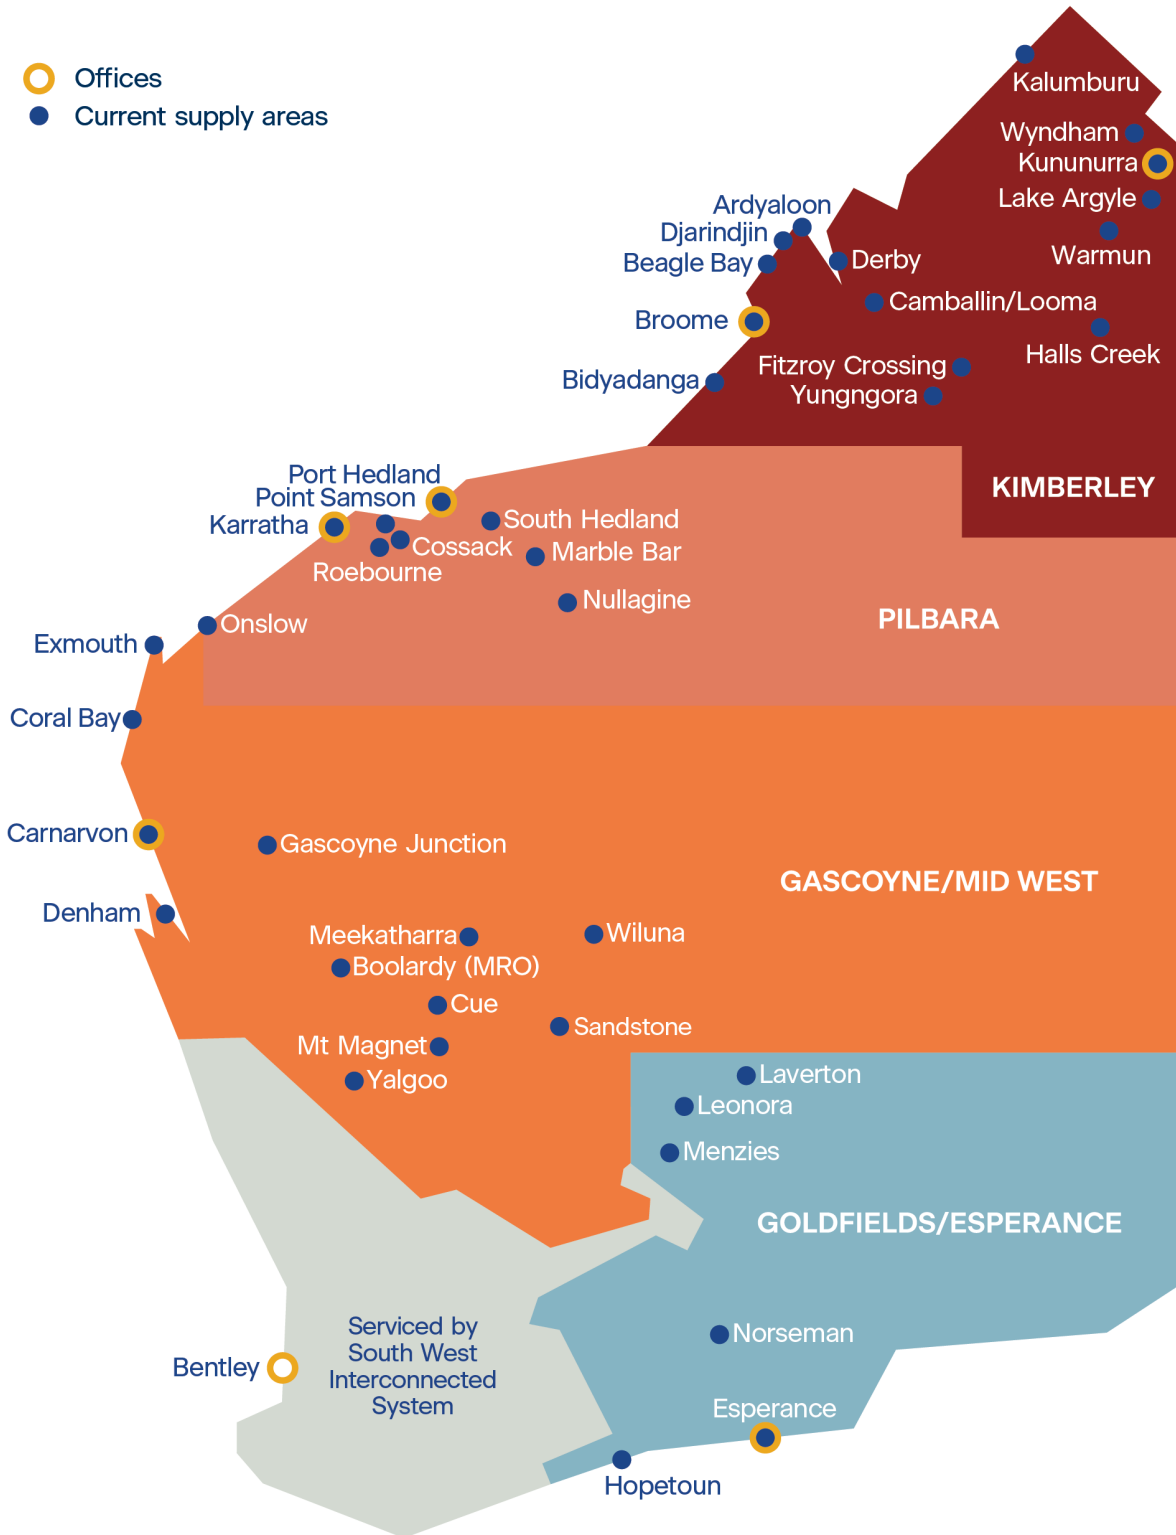 Offices
Current supply areas
Kalumburu
Wyndham
Kununurra
Lake Argyle
Warmun
Ardyaloon
Djarindjin
Beagle Bay
Derby
Camballin/Looma
Broome
Halls Creek
Fitzroy Crossing
Bidyadanga
Yungngora
KIMBERLEY
Port Hedland
Point Samson
Karratha
South Hedland
Cossack
Marble Bar
Roebourne
Nullagine
PILBARA
Onslow
Exmouth
Coral Bay
Carnarvon
Gascoyne Junction
GASCOYNE/MID WEST
Denham
Meekatharra
Wiluna
Boolardy (MRO)
Cue
Sandstone
Mt Magnet
Yalgoo
Laverton
Leonora
Menzies
GOLDFIELDS/ESPERANCE
Serviced by
South West
Interconnected
System
Bentley
Norseman
Esperance
Hopetoun